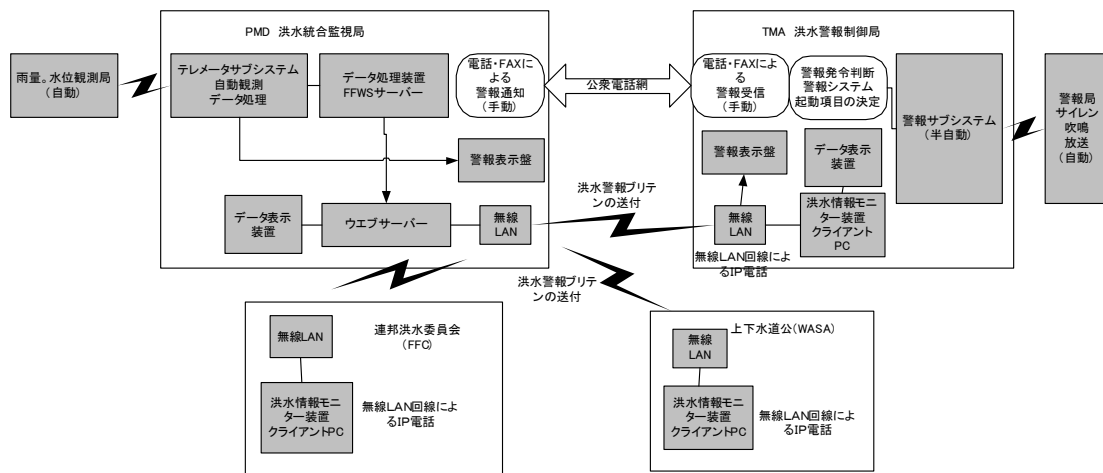 PMD 洪水統合監視局
雨量。水位観測局
(自動)
テレメータサブシステム
自動観測
データ処理
データ処理装置
FFWSサーバー
電話・FAXに
よる
警報通知
(手動)
警報表示盤
データ表示
装置
ウエブサーバー
無線
LAN
公衆電話網
TMA 洪水警報制御局
電話・FAXによ
る
警報受信
(手動)
警報発令判断
警報システム
起動項目の決定
警報サブシステム
(半自動)
警報局
サイレン
吹鳴
放送
(自動)
警報表示盤
データ表示
装置
無線
LAN
洪水情報モニ
ター装置
クライアント
PC
無線LAN回線によ
るIP電話
洪水警報ブリテ
ンの送付
洪水警報ブリテ
ンの送付
無線LAN
連邦洪水委員会
(FFC)
洪水情報モニ
ター装置
クライアントPC
無線LAN回線によ
るIP電話
無線
LAN
上下水道公(WASA)
洪水情報モニ
ター装置
クライアントPC
無線LAN回線によ
るIP電話